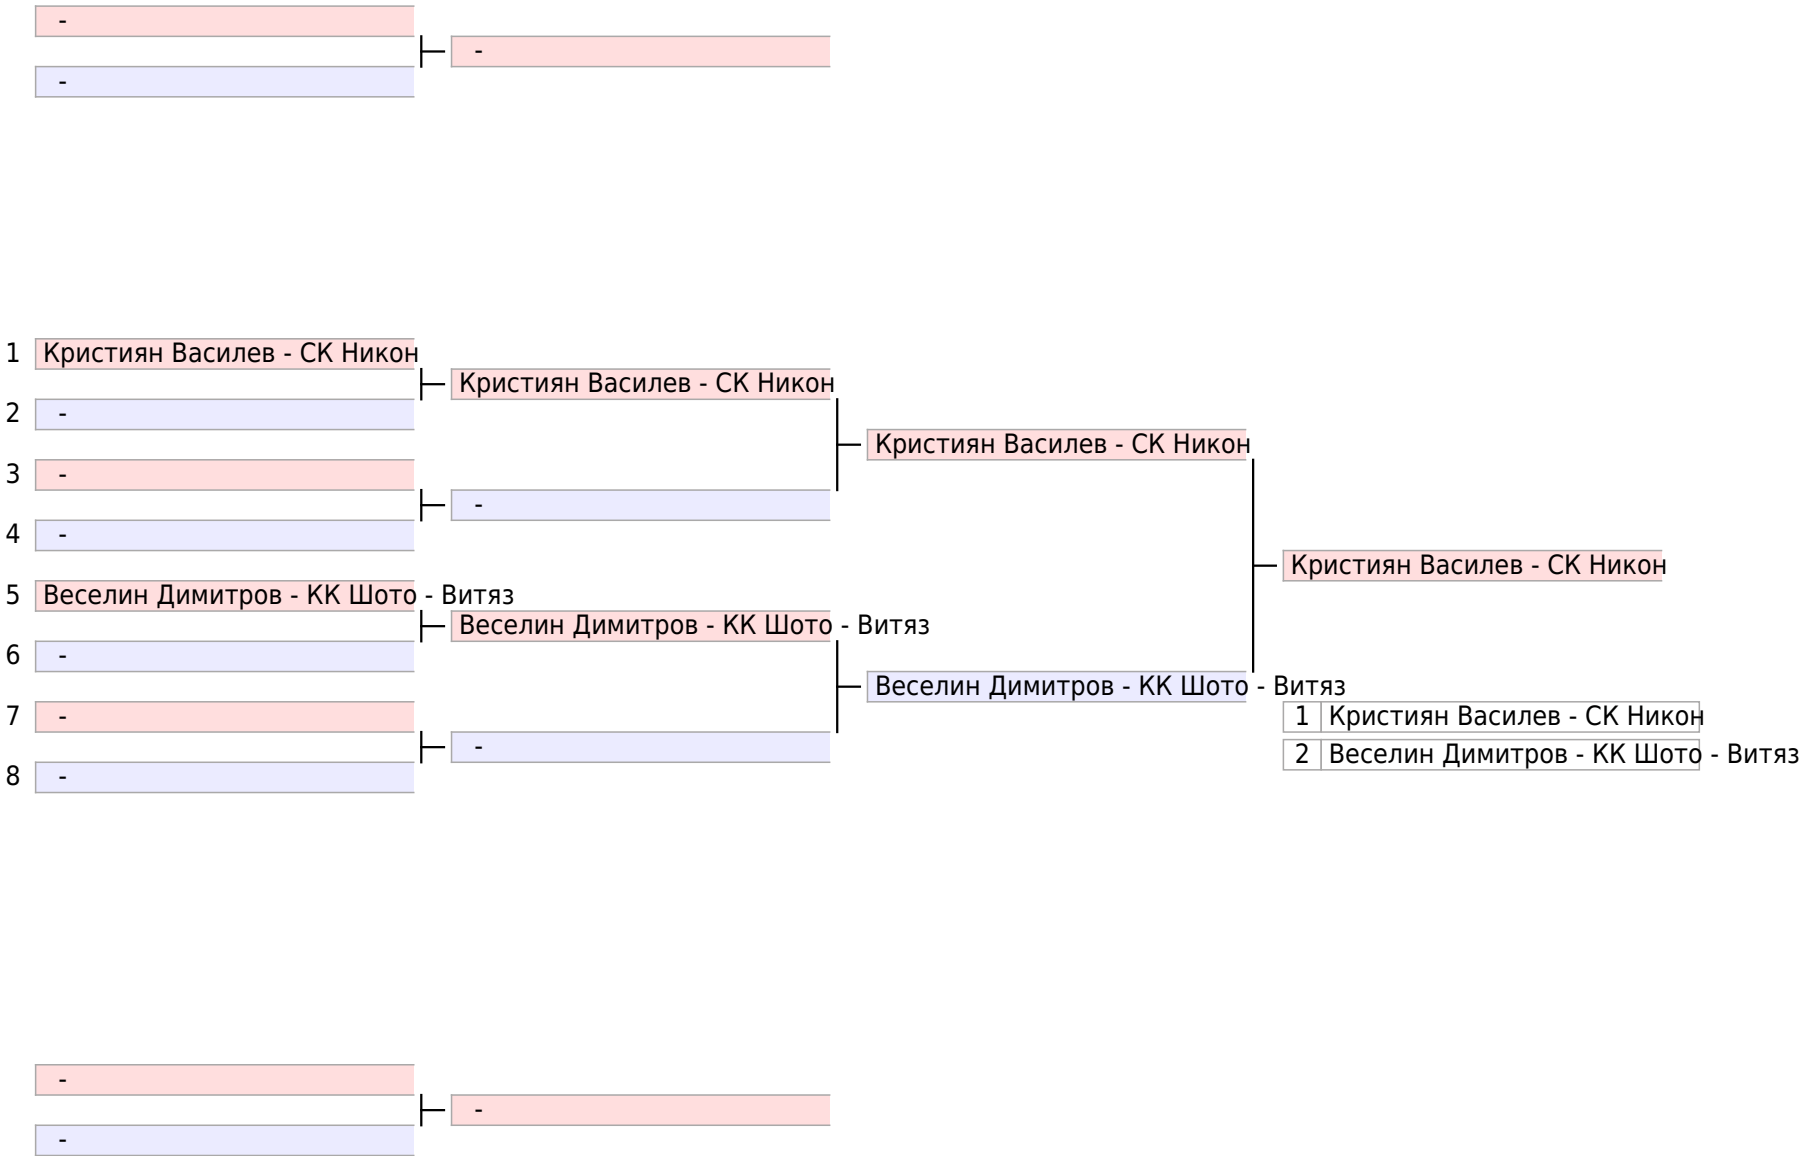 -
-
-
1 Кристиян Василев - СК Никон
Кристиян Василев - СК Никон
2 -
Кристиян Василев - СК Никон
3 -
-
4 -
Кристиян Василев - СК Никон
5 Веселин Димитров - КК Шото - Витяз
Веселин Димитров - КК Шото - Витяз
6 -
Веселин Димитров - КК Шото - Витяз
7 -
1 Кристиян Василев - СК Никон
-
2 Веселин Димитров - КК Шото - Витяз
8 -
-
-
-